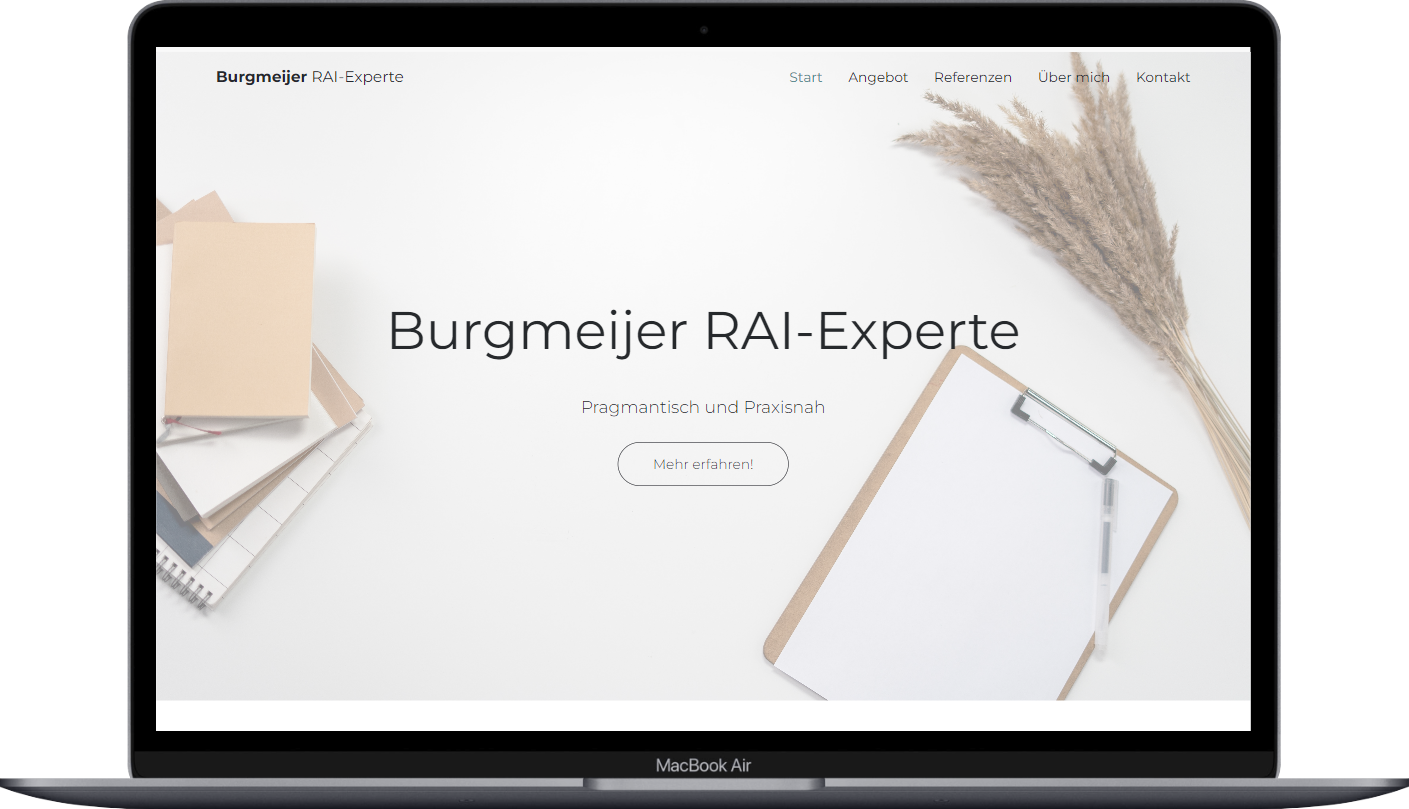 Burgmeijer RAI-Experte
Start Angebot Referenzen Über mich Kontakt
Burgmeijer RAI-Experte
Pragmantisch und Praxisnah
Mehr erfahren!
MacBook Air